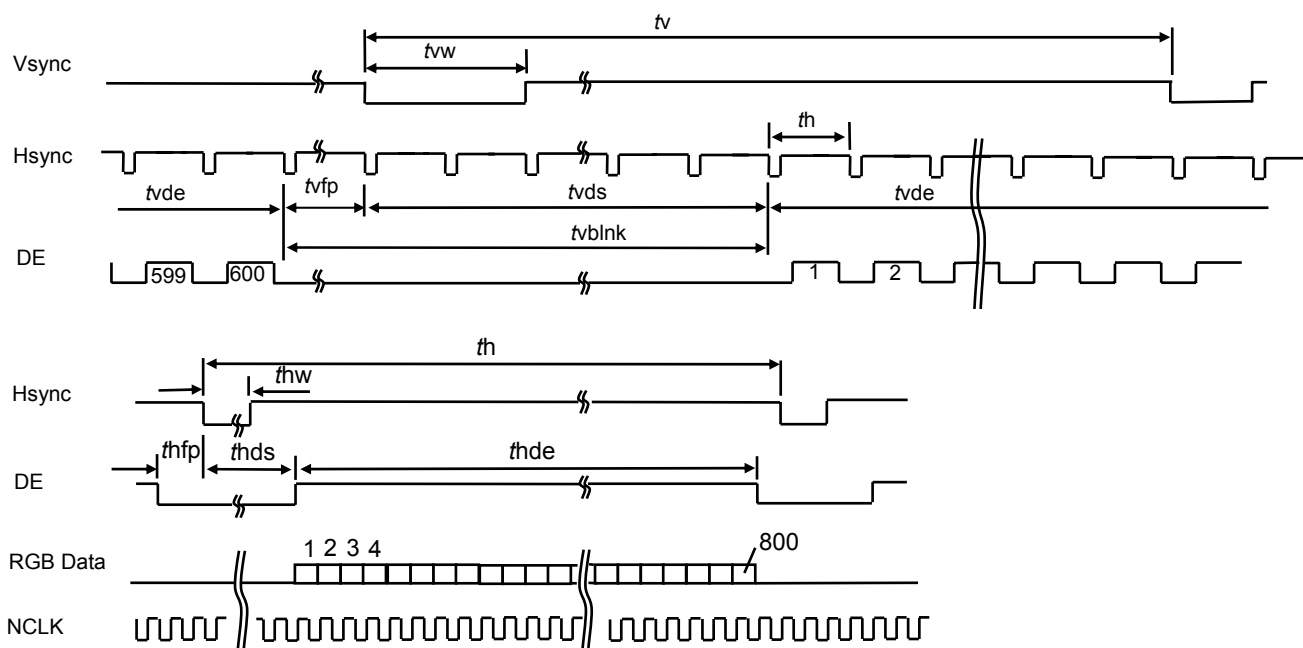 tv
tvw
Vsync
th
Hsync
tvfp
tvde
tvds
tvde
tvblnk
DE
599
600
1
2
th
thw
Hsync
thfp
thds
thde
DE
1 2 3 4
800
RGB Data
NCLK